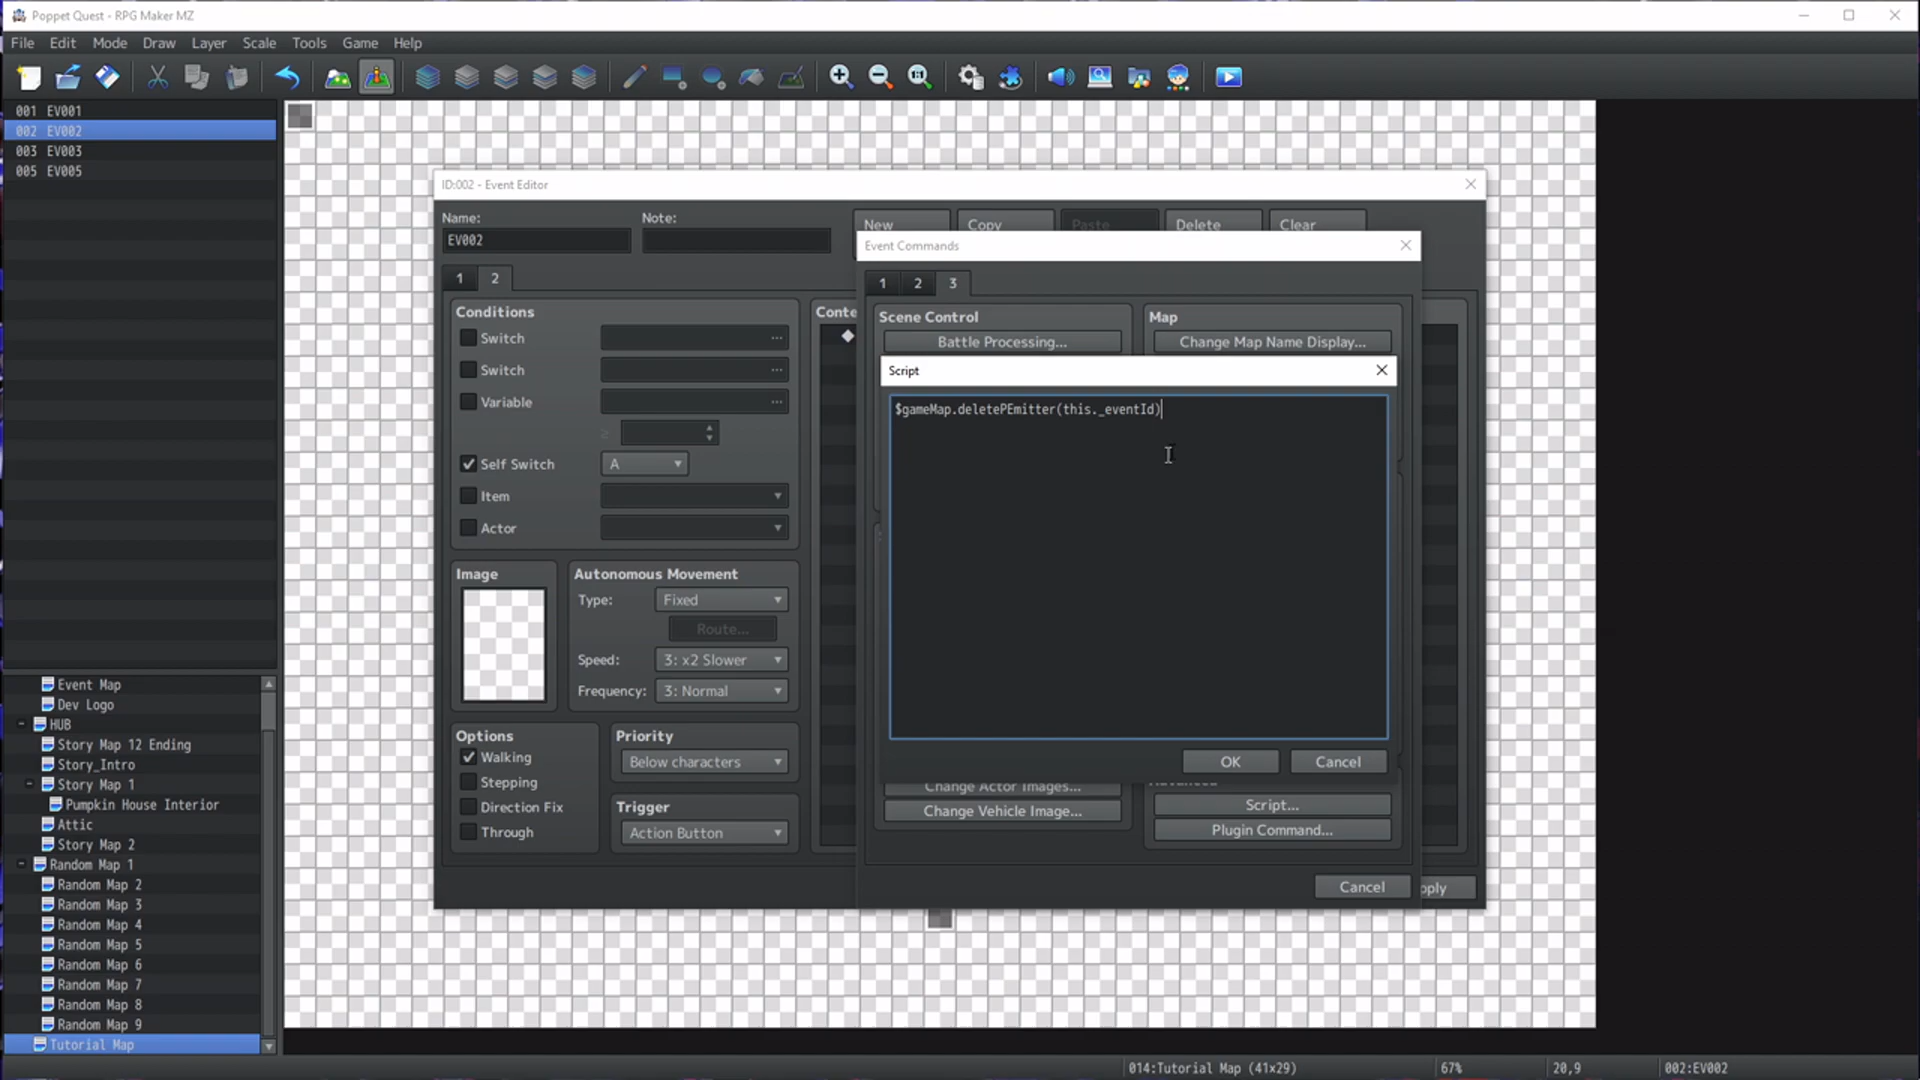 Poppet Quest - RPG Maker MZ
File Edit Mode Draw Layer Scale Tools Game Help
001 EV001
002 EV002
003 EV003
005 EV005
ID:002 - Event Editor
Name:
Note:
EV002
New
Copy
Paste
Delete
Clear
1 2
Conditions
Switch
Switch
Variable
≥
Self Switch A
Item
Actor
Image
Autonomous Movement
Type: Fixed
Route...
Speed: 3: x2 Slower
Frequency: 3: Normal
Options
Walking
Stepping
Direction Fix
Through
Priority
Below characters
Trigger
Action Button
Conte
Event Commands
1 2 3
Scene Control
Battle Processing...
Map
Change Map Name Display...
Script
$gameMap.deletePEmitter(this._eventId)
OK
Cancel
Change Actor Images...
Change Vehicle Image...
Advanced
Script...
Plugin Command...
Cancel
pply
Event Map
Dev Logo
HUB
Story Map 12 Ending
Story_Intro
Story Map 1
Pumpkin House Interior
Attic
Story Map 2
Random Map 1
Random Map 2
Random Map 3
Random Map 4
Random Map 5
Random Map 6
Random Map 7
Random Map 8
Random Map 9
Tutorial Map
014:Tutorial Map (41x29)
67%
20,9
002:EV002